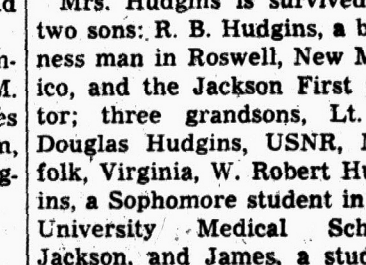 Mrs. Hudgins is survived
two sons: R. B. Hudgins, a b
ness man in Roswell, New M
ico, and the Jackson First
tor; three grandsons, Lt.
Douglas Hudgins, USNR,
folk, Virginia, W. Robert Hu
ins, a Sophomore student in
University Medical Sch
Jackson, and James, a stud